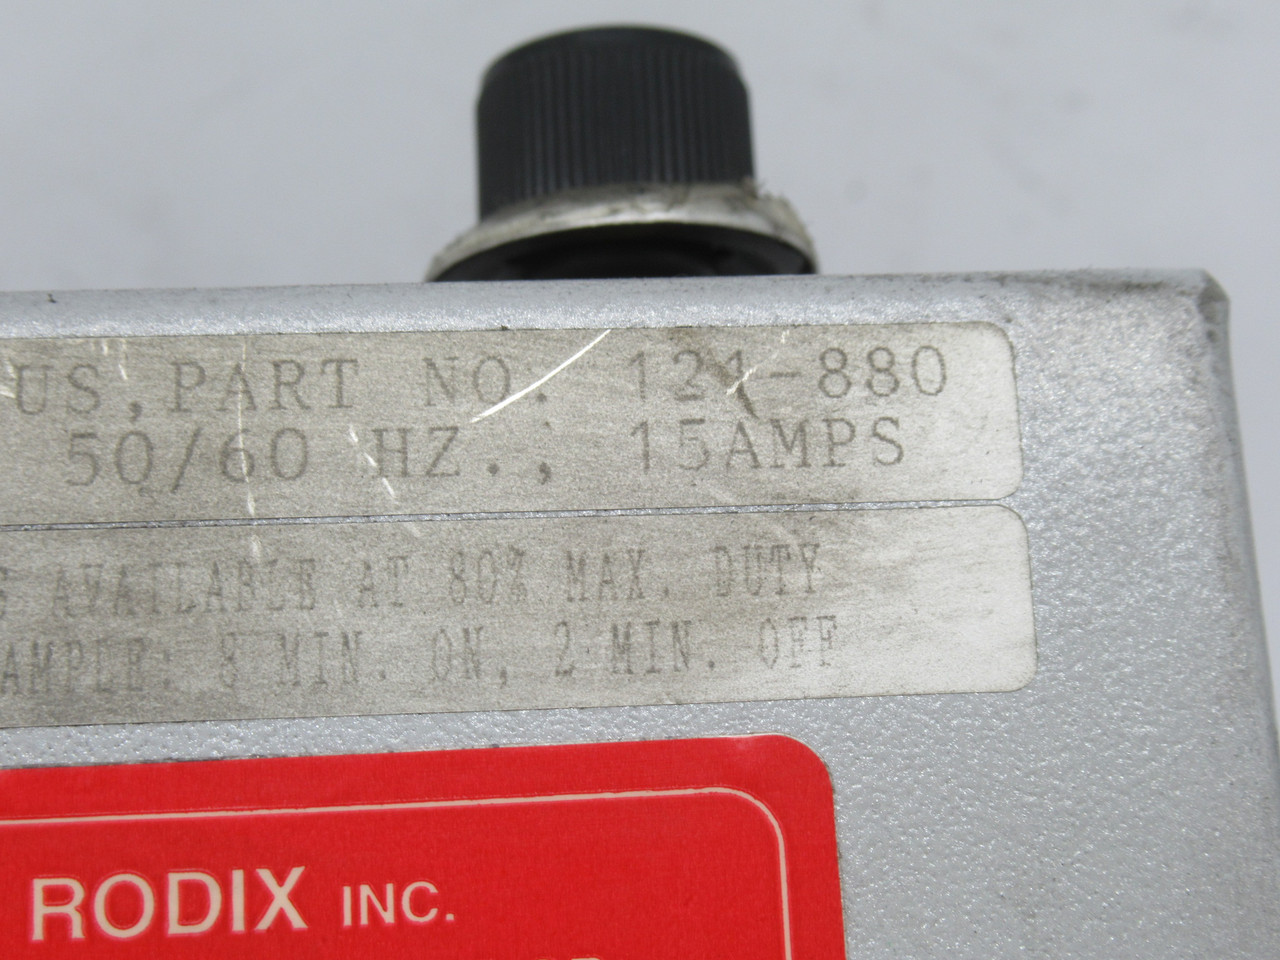 US, PART NO. 121-880
50/60 HZ., 15AMPS
AVAILABLE AT 80% MAX. DUTY
AMPLE: 8 MIN. ON, 2 MIN. OFF
RODIX INC.